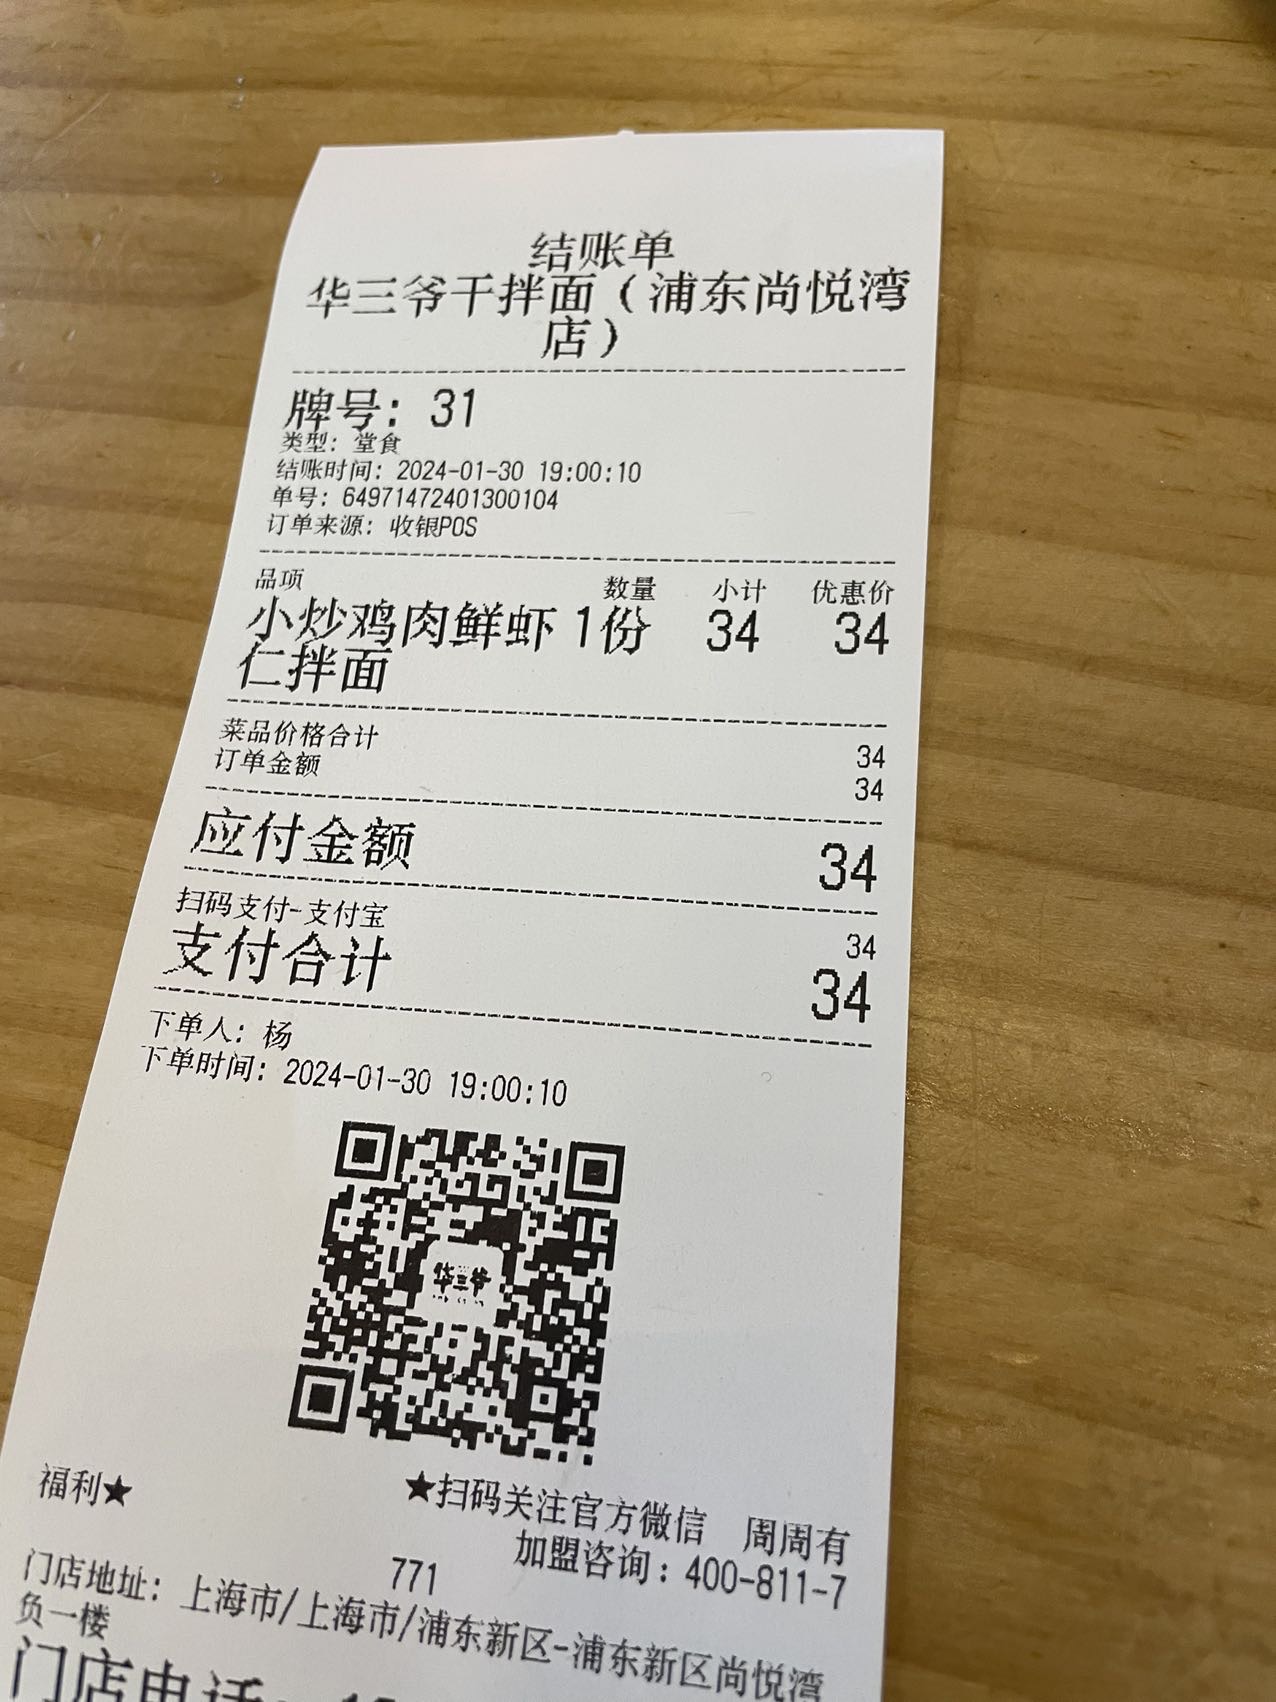 结账单
华三爷干拌面（浦东尚悦湾
店）
牌号：31
类型：堂食
结账时间：2024-01-30 19:00:10
单号：64971472401300104
订单来源：收银POS
品项 数量 小计 优惠价
小炒鸡肉鲜虾 1份 34 34
仁拌面
菜品价格合计 34
订单金额 34
应付金额 34
扫码支付-支付宝 34
支付合计 34
下单人：杨
下单时间：2024-01-30 19:00:10
华三爷
★扫码关注官方微信 周周有
福利★
加盟咨询：400-811-7
771
门店地址：上海市/上海市/浦东新区-浦东新区尚悦湾
负一楼
门店电话：